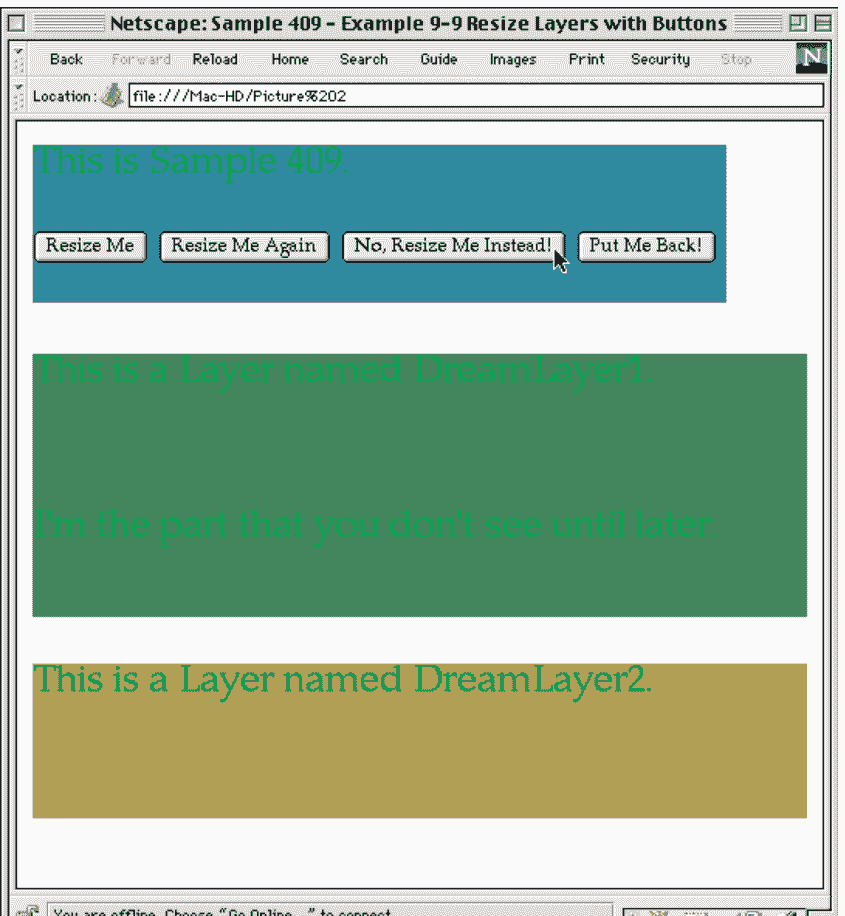 Netscape: Sample 409 - Example 9-9 Resize Layers with Buttons
Back Forward Reload Home Search Guide Images Print Security Stop
N
Location: file:///Mac-HD/Picture%202
This is Sample 409.
Resize Me Resize Me Again No, Resize Me Instead! Put Me Back!
This is a Layer named DreamLayer1.
I'm the part that you don't see until later.
This is a Layer named DreamLayer2.
You are offline. Choose "Go Online..." to connect